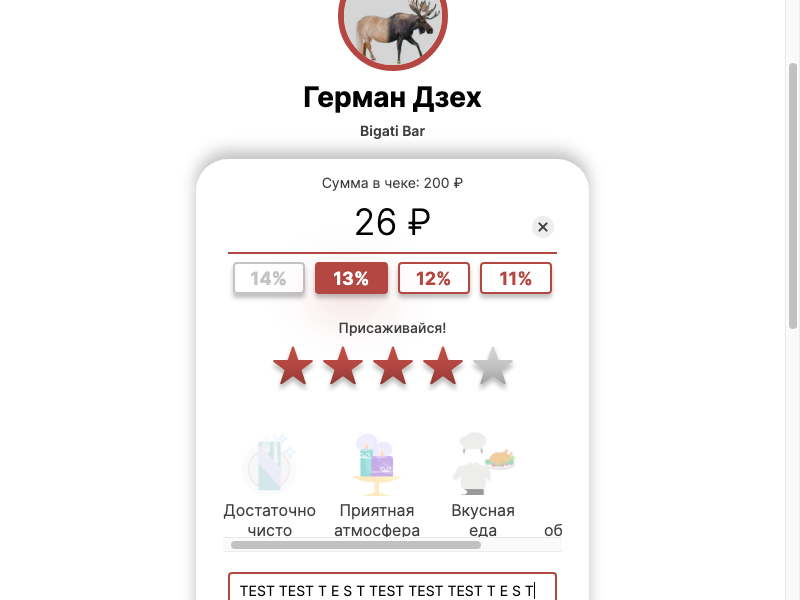 Герман Дзех
Bigati Bar
Сумма в чеке: 200 ₽
26 ₽
14% 13% 12% 11%
Присаживайся!
Достаточно чисто
Приятная атмосфера
Вкусная еда
об
TEST TEST T E S T TEST TEST TEST T E S T